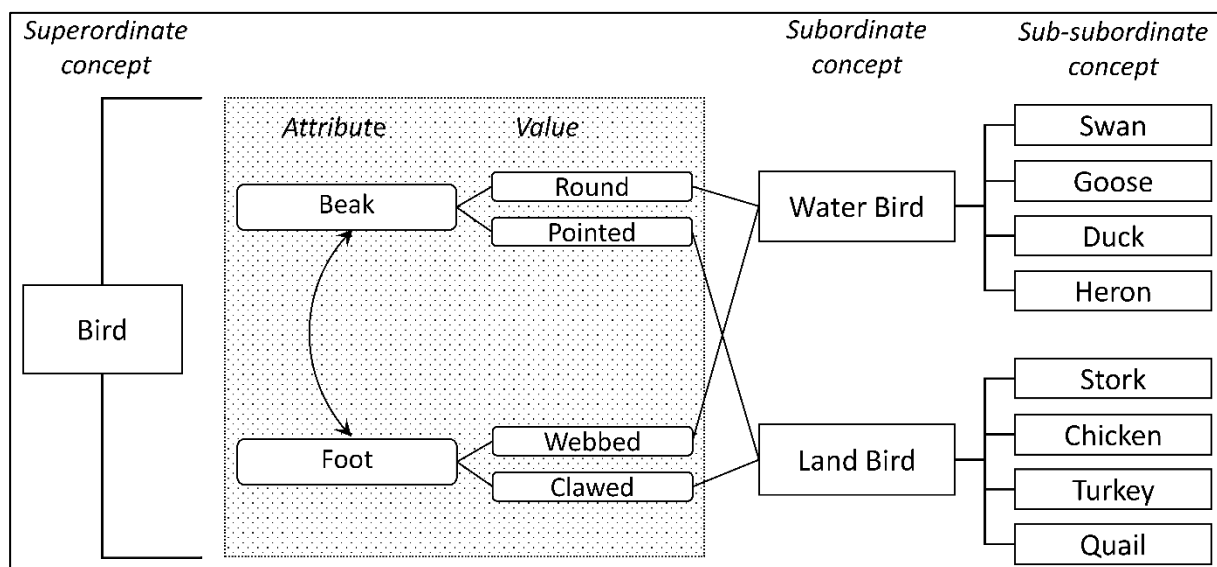 Superordinate
concept
Subordinate
concept
Sub-subordinate
concept
Attribute
Value
Bird
Beak
Round
Pointed
Foot
Webbed
Clawed
Water Bird
Land Bird
Swan
Goose
Duck
Heron
Stork
Chicken
Turkey
Quail